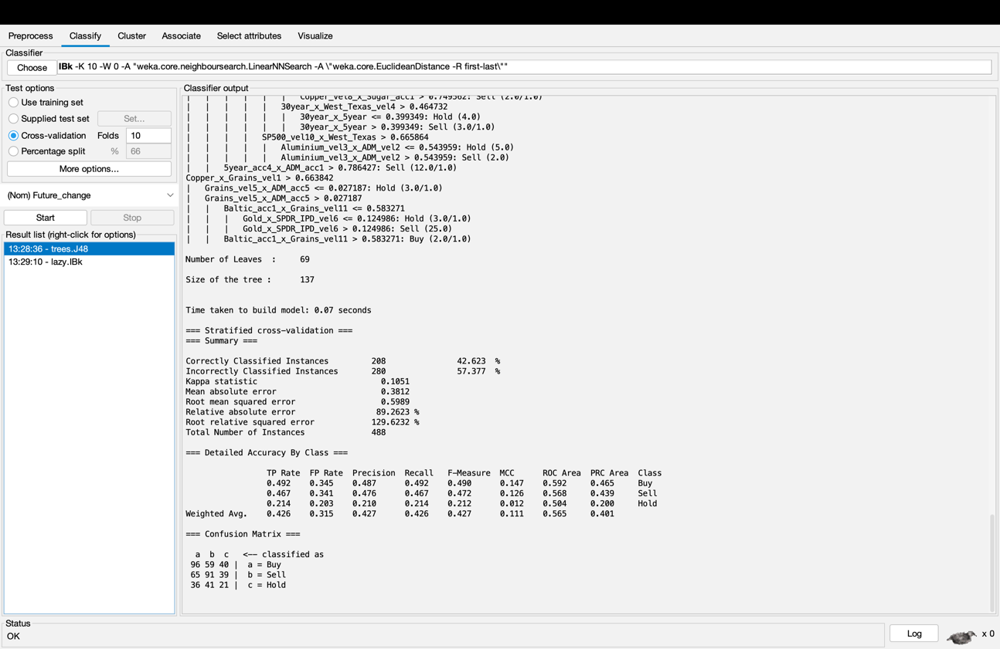 Preprocess Classify Cluster Associate Select attributes Visualize
Classifier
Choose IBk -K 10 -W 0 -A "weka.core.neighboursearch.LinearNNSearch -A \"weka.core.EuclideanDistance -R first-last\""
Test options
Use training set
Supplied test set Set...
Cross-validation Folds 10
Percentage split % 66
More options...
(Nom) Future_change
Start Stop
Result list (right-click for options)
13:28:36 - trees.J48
13:29:10 - lazy.IBk
Classifier output
| | | | | | Copper_vel8_x_Sugar_acc1 > 0.749562: Sell (2.0/1.0)
| | | | | 30year_x_West_Texas_vel4 > 0.464732
| | | | | | 30year_x_5year <= 0.399349: Hold (4.0)
| | | | | | 30year_x_5year > 0.399349: Sell (3.0/1.0)
| | | | SP500_vel10_x_West_Texas > 0.665864
| | | | | Aluminium_vel3_x_ADM_vel2 <= 0.543959: Hold (5.0)
| | | | | Aluminium_vel3_x_ADM_vel2 > 0.543959: Sell (2.0)
| | 5year_acc4_x_ADM_acc1 > 0.786427: Sell (12.0/1.0)
Copper_x_Grains_vel1 > 0.663842
| Grains_vel5_x_ADM_acc5 <= 0.027187: Hold (3.0/1.0)
| Grains_vel5_x_ADM_acc5 > 0.027187
| | Baltic_acc1_x_Grains_vel11 <= 0.583271
| | | Gold_x_SPDR_IPD_vel6 <= 0.124986: Hold (3.0/1.0)
| | | Gold_x_SPDR_IPD_vel6 > 0.124986: Sell (25.0)
| | Baltic_acc1_x_Grains_vel11 > 0.583271: Buy (2.0/1.0)
Number of Leaves : 69
Size of the tree : 137
Time taken to build model: 0.07 seconds
=== Stratified cross-validation ===
=== Summary ===
Correctly Classified Instances 208 42.623 %
Incorrectly Classified Instances 280 57.377 %
Kappa statistic 0.1051
Mean absolute error 0.3812
Root mean squared error 0.5989
Relative absolute error 89.2623 %
Root relative squared error 129.6232 %
Total Number of Instances 488
=== Detailed Accuracy By Class ===
TP Rate FP Rate Precision Recall F-Measure MCC ROC Area PRC Area Class
0.492 0.345 0.487 0.492 0.490 0.147 0.592 0.465 Buy
0.467 0.341 0.476 0.467 0.472 0.126 0.568 0.439 Sell
0.214 0.203 0.210 0.214 0.212 0.012 0.504 0.200 Hold
Weighted Avg. 0.426 0.315 0.427 0.426 0.427 0.111 0.565 0.401
=== Confusion Matrix ===
a b c <-- classified as
96 59 40 | a = Buy
65 91 39 | b = Sell
36 41 21 | c = Hold
Status
OK
Log x 0